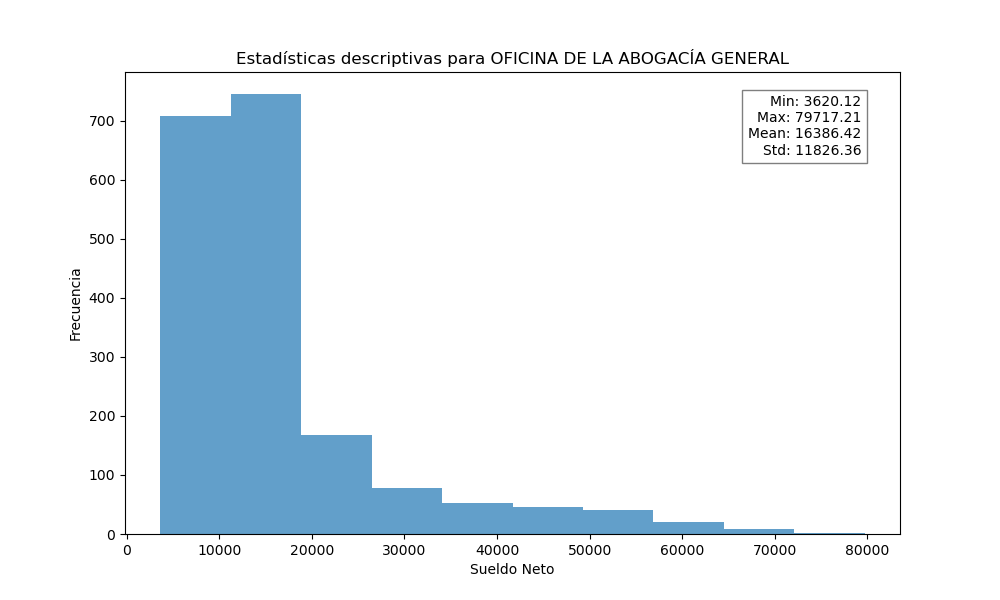 Estadísticas descriptivas para OFICINA DE LA ABOGACÍA GENERAL
Min: 3620.12
Max: 79717.21
Mean: 16386.42
Std: 11826.36
Frecuencia
700
600
500
400
300
200
100
0
0 10000 20000 30000 40000 50000 60000 70000 80000
Sueldo Neto